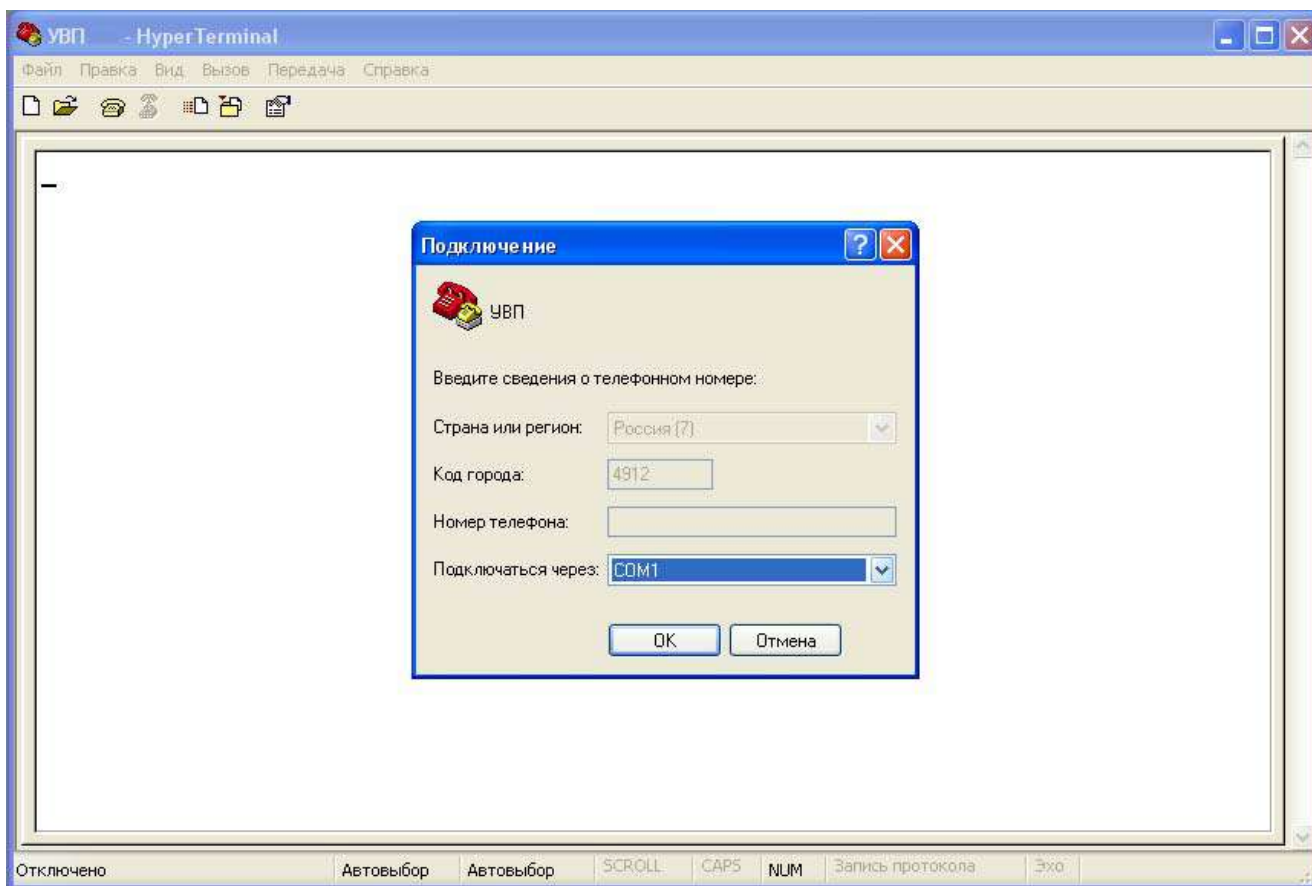 УВП - HyperTerminal
Файл Правка Вид Вызов Передача Справка
Подключение
УВП
Введите сведения о телефонном номере:
Страна или регион: Россия (7)
Код города: 4912
Номер телефона:
Подключаться через: COM1
OK Отмена
Отключено Автовыбор Автовыбор SCROLL CAPS NUM Запись протокола Эхо